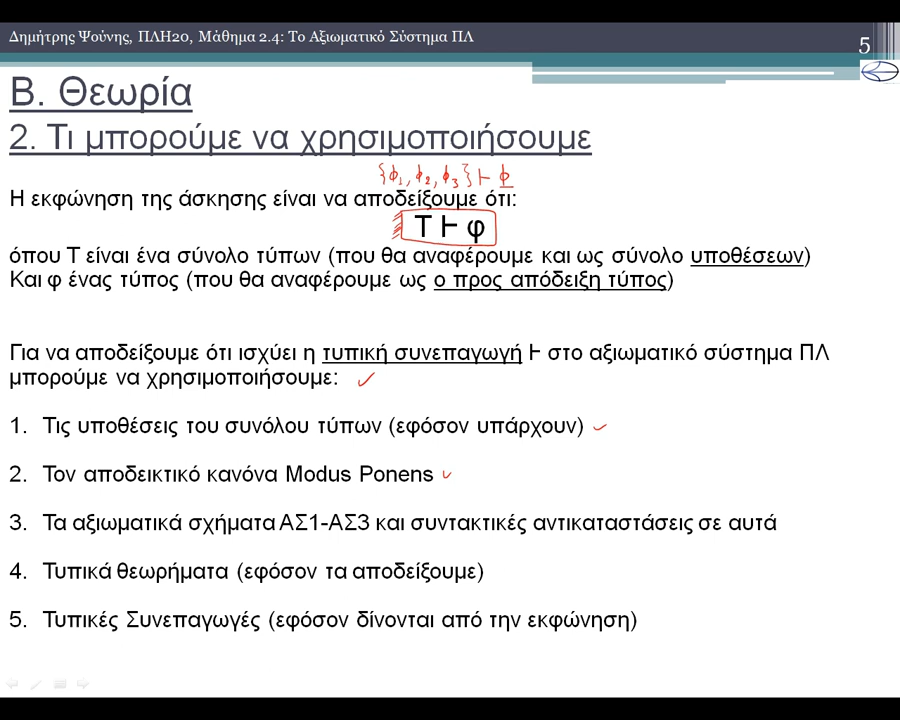 Δημήτρης Ψούνης, ΠΛΗ20, Μάθημα 2.4: Το Αξιωματικό Σύστημα ΠΛ
5
Β. Θεωρία
2. Τι μπορούμε να χρησιμοποιήσουμε
{φ₁, φ₂, φ₃} ⊢ φ
Η εκφώνηση της άσκησης είναι να αποδείξουμε ότι:
Τ ⊢ φ
όπου Τ είναι ένα σύνολο τύπων (που θα αναφέρουμε και ως σύνολο υποθέσεων)
Και φ ένας τύπος (που θα αναφέρουμε ως ο προς απόδειξη τύπος)
Για να αποδείξουμε ότι ισχύει η τυπική συνεπαγωγή ⊢ στο αξιωματικό σύστημα ΠΛ
μπορούμε να χρησιμοποιήσουμε:
1. Τις υποθέσεις του συνόλου τύπων (εφόσον υπάρχουν)
2. Τον αποδεικτικό κανόνα Modus Ponens
3. Τα αξιωματικά σχήματα ΑΣ1-ΑΣ3 και συντακτικές αντικαταστάσεις σε αυτά
4. Τυπικά θεωρήματα (εφόσον τα αποδείξουμε)
5. Τυπικές Συνεπαγωγές (εφόσον δίνονται από την εκφώνηση)